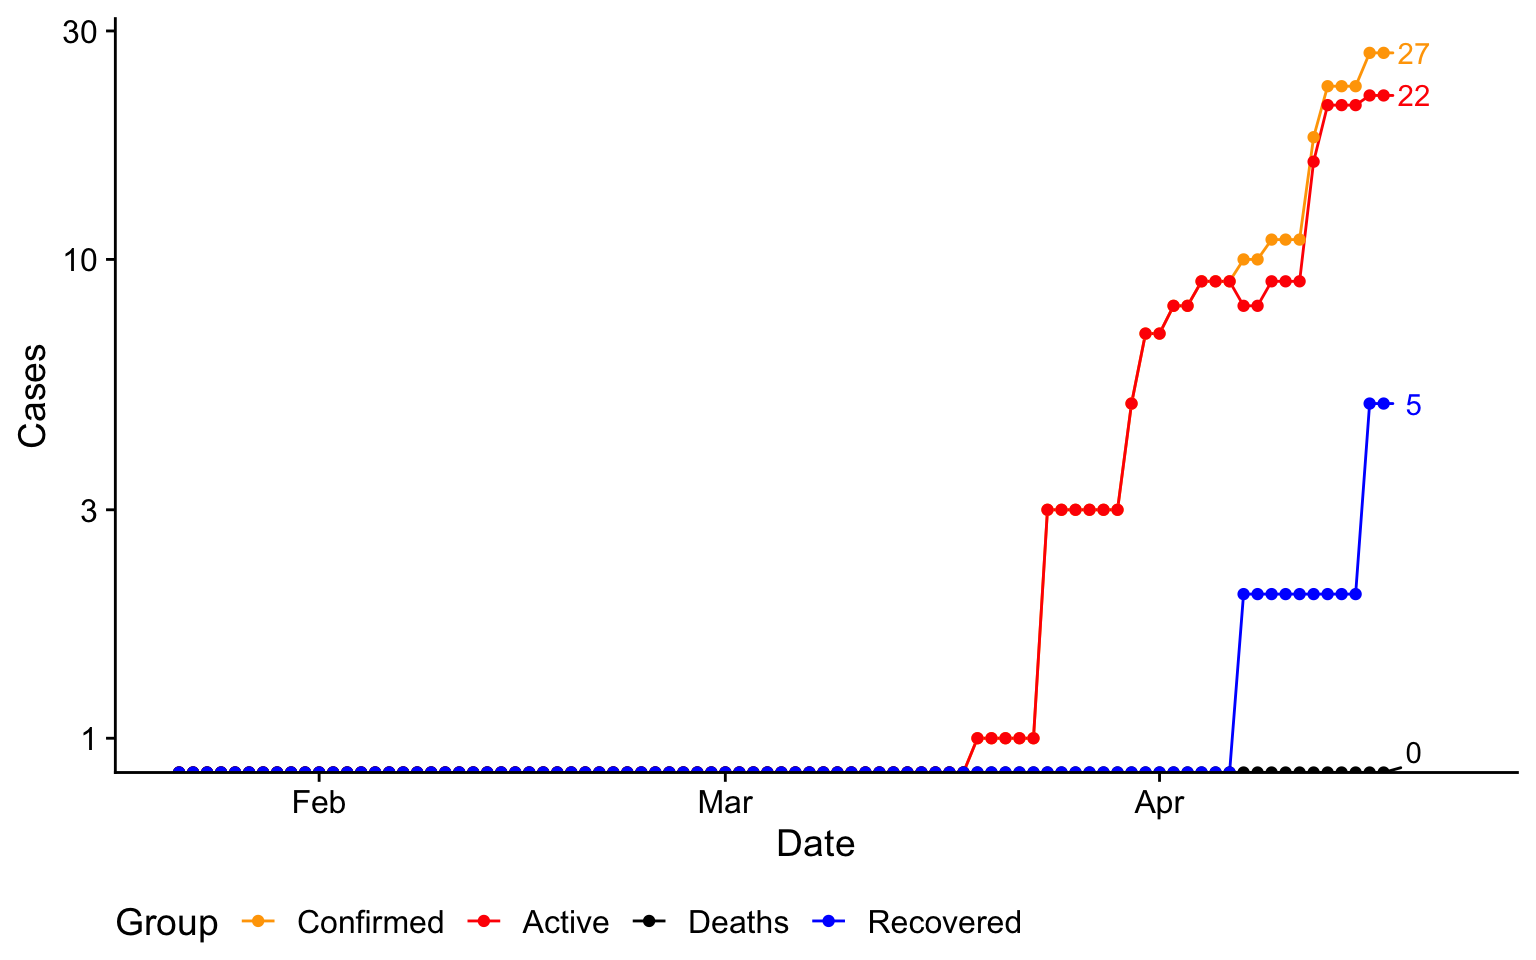 30
27
22
10
Cases
5
3
0
1
Feb Mar Apr
Date
Group Confirmed Active Deaths Recovered